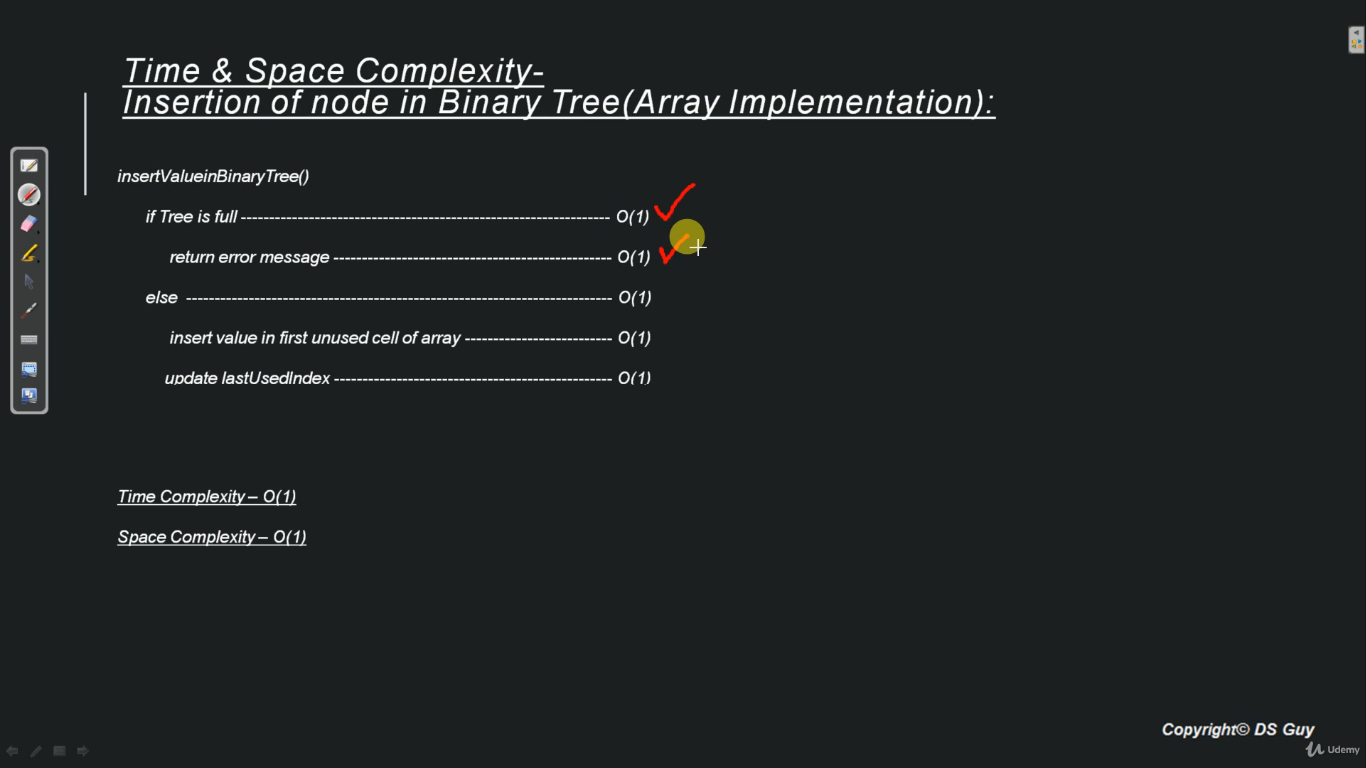 Time & Space Complexity-
Insertion of node in Binary Tree(Array Implementation):
insertValueinBinaryTree()
if Tree is full ----------------------------------------------------------------- O(1)
return error message ------------------------------------------------- O(1)
else --------------------------------------------------------------------------- O(1)
insert value in first unused cell of array -------------------------- O(1)
update lastUsedIndex ------------------------------------------------- O(1)
Time Complexity – O(1)
Space Complexity – O(1)
Copyright© DS Guy
Udemy